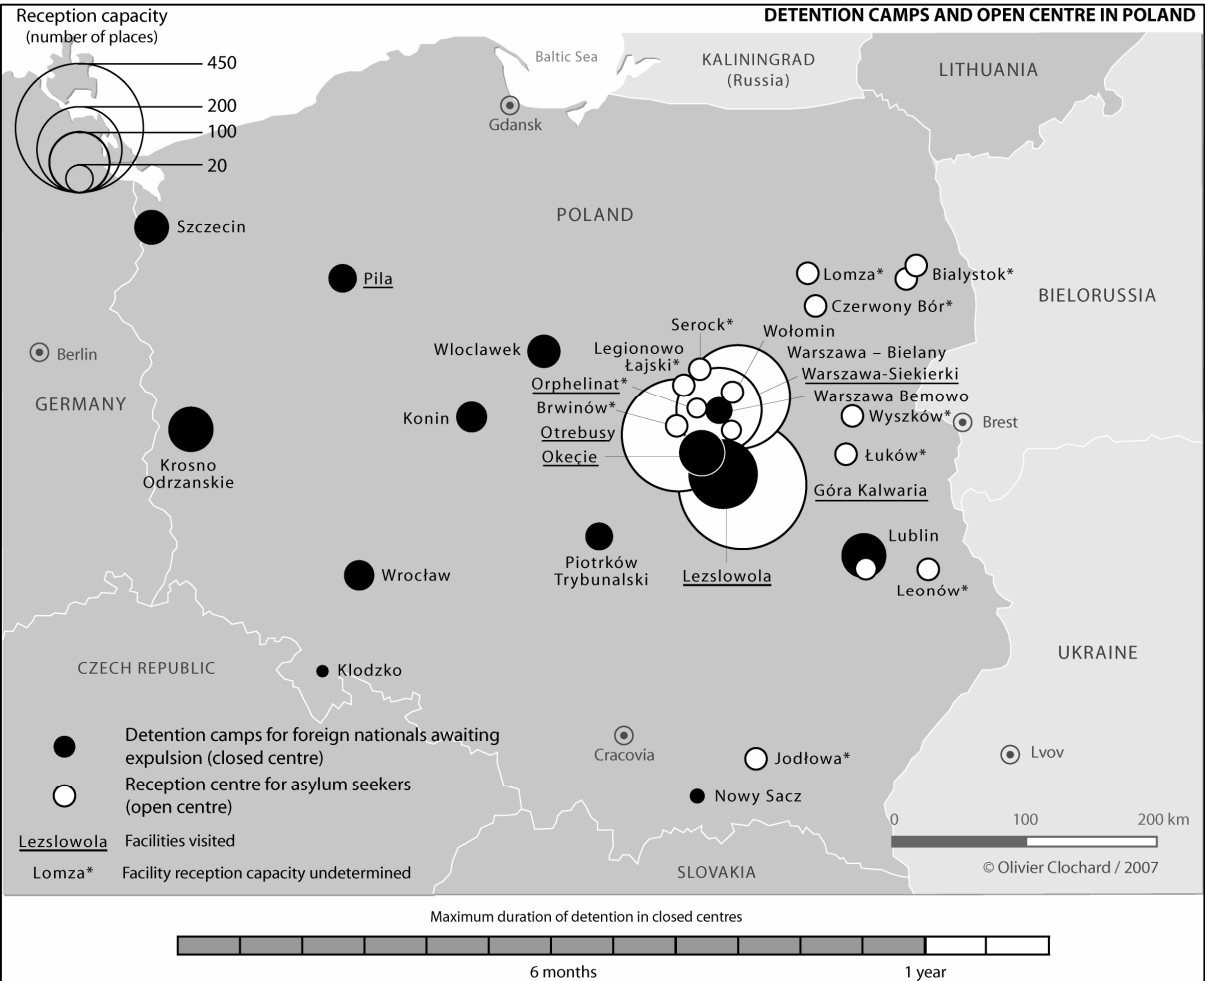 DETENTION CAMPS AND OPEN CENTRE IN POLAND
Reception capacity
(number of places)
450
200
100
20
Baltic Sea
KALININGRAD
(Russia)
LITHUANIA
Gdansk
POLAND
Szczecin
Pila
Lomza*
Bialystok*
Czerwony Bór*
BIELORUSSIA
Berlin
GERMANY
Wloclawek
Serock*
Wołomin
Legionowo
Łajski*
Warszawa – Bielany
Orphelinat*
Warszawa-Siekierki
Warszawa Bemowo
Brwinów*
Wyszków*
Brest
Konin
Otrebusy
Okęçie
Łuków*
Krosno
Odrzanskie
Góra Kalwaria
Lublin
Piotrków
Trybunalski
Lezslowola
Leonów*
Wrocław
CZECH REPUBLIC
Klodzko
UKRAINE
Cracovia
Jodłowa*
Lvov
Nowy Sacz
Detention camps for foreign nationals awaiting
expulsion (closed centre)
Reception centre for asylum seekers
(open centre)
Lezslowola Facilities visited
Lomza* Facility reception capacity undetermined
0 100 200 km
© Olivier Clochard / 2007
SLOVAKIA
Maximum duration of detention in closed centres
6 months 1 year